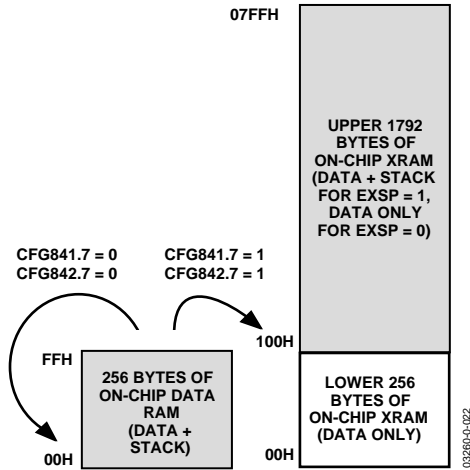 07FFH
UPPER 1792
BYTES OF
ON-CHIP XRAM
(DATA + STACK
FOR EXSP = 1,
DATA ONLY
FOR EXSP = 0)
CFG841.7 = 0
CFG842.7 = 0
CFG841.7 = 1
CFG842.7 = 1
100H
FFH
256 BYTES OF
ON-CHIP DATA
RAM
(DATA +
STACK)
00H
LOWER 256
BYTES OF
ON-CHIP XRAM
(DATA ONLY)
00H
03260-0-022